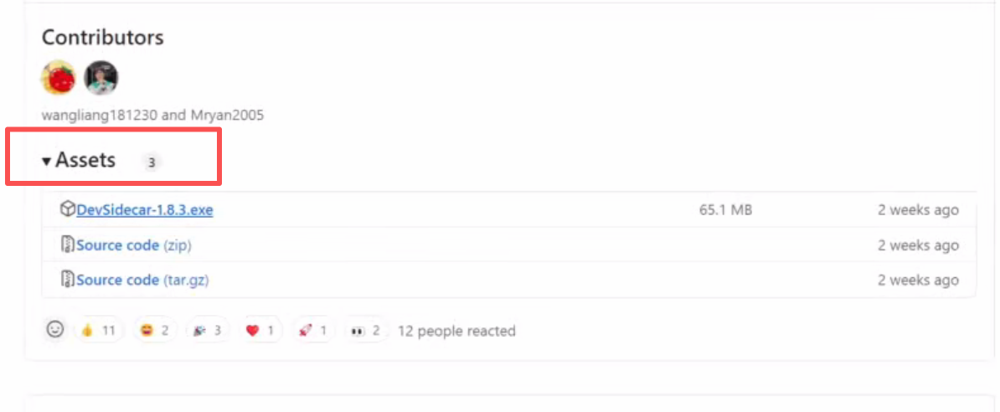 Contributors
wangliang181230 and Mryan2005
▾ Assets 3
DevSidecar-1.8.3.exe 65.1 MB 2 weeks ago
Source code (zip) 2 weeks ago
Source code (tar.gz) 2 weeks ago
👍 11 😄 2 🎉 3 ❤️ 1 🚀 1 👀 2 12 people reacted